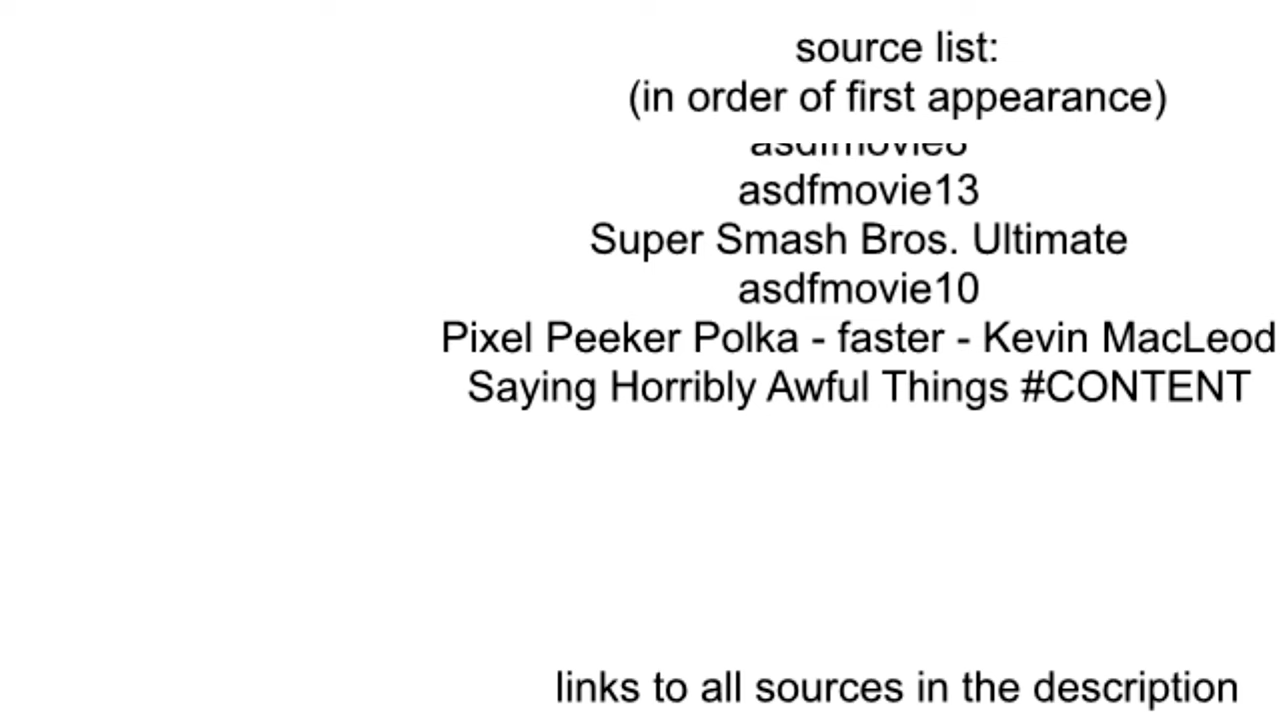 source list:
(in order of first appearance)
asdfmovie13
Super Smash Bros. Ultimate
asdfmovie10
Pixel Peeker Polka - faster - Kevin MacLeod
Saying Horribly Awful Things #CONTENT
links to all sources in the description